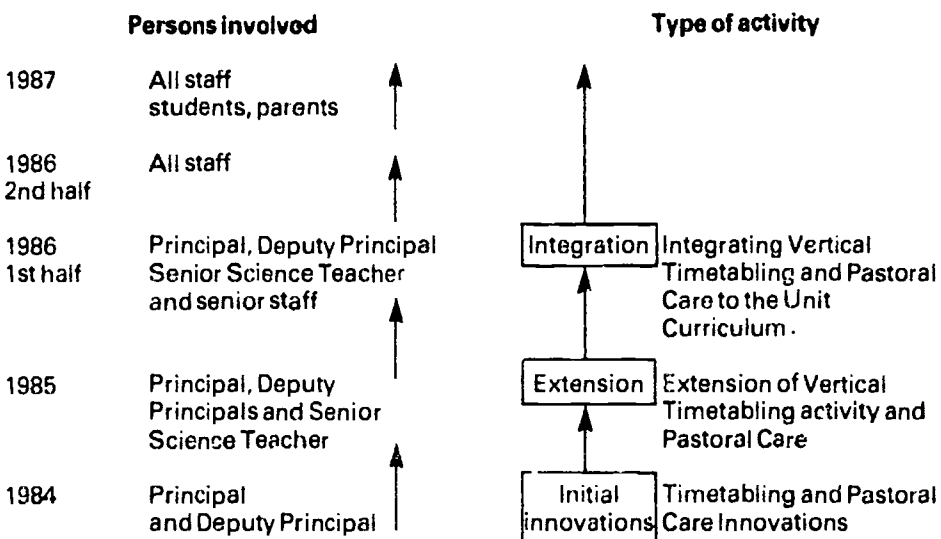 Persons involved
Type of activity
1987
All staff
students, parents
1986
2nd half
All staff
1986
1st half
Principal, Deputy Principal
Senior Science Teacher
and senior staff
Integration
Integrating Vertical
Timetabling and Pastoral
Care to the Unit
Curriculum.
1985
Principal, Deputy
Principals and Senior
Science Teacher
Extension
Extension of Vertical
Timetabling activity and
Pastoral Care
1984
Principal
and Deputy Principal
Initial
innovations
Timetabling and Pastoral
Care Innovations